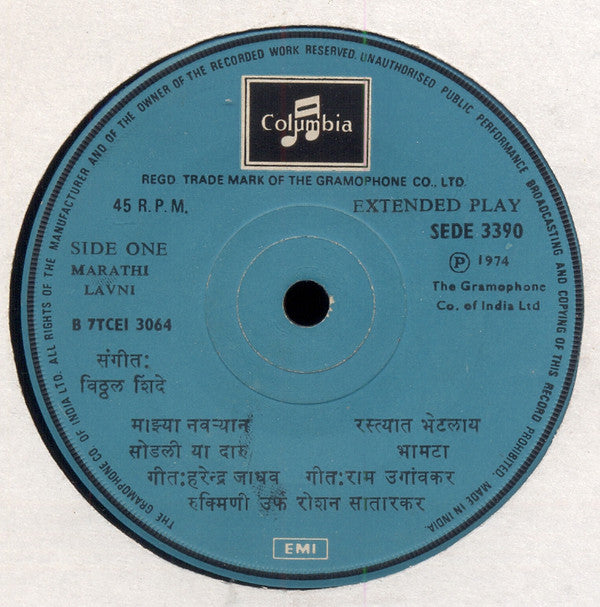 THE GRAMOPHONE CO. OF INDIA LTD. ALL RIGHTS OF THE MANUFACTURER AND OF THE OWNER OF THE RECORDED WORK RESERVED. UNAUTHORISED PUBLIC PERFORMANCE BROADCASTING AND COPYING OF THIS RECORD PROHIBITED. MADE IN INDIA.
Columbia
REGD TRADE MARK OF THE GRAMOPHONE CO., LTD.
45 R.P.M.
EXTENDED PLAY
SEDE 3390
SIDE ONE
MARATHI
LAVNI
Ⓟ 1974
The Gramophone
Co. of India Ltd
B 7TCEI 3064
संगीत:
विठ्ठल शिंदे
माझ्या नवऱ्यान
सोडली या दारु
रस्त्यात भेटलाय
भामटा
गीत:हरेन्द्र जाधव
गीत:राम उगांवकर
रुक्मिणी उर्फ रोशन सातारकर
EMI